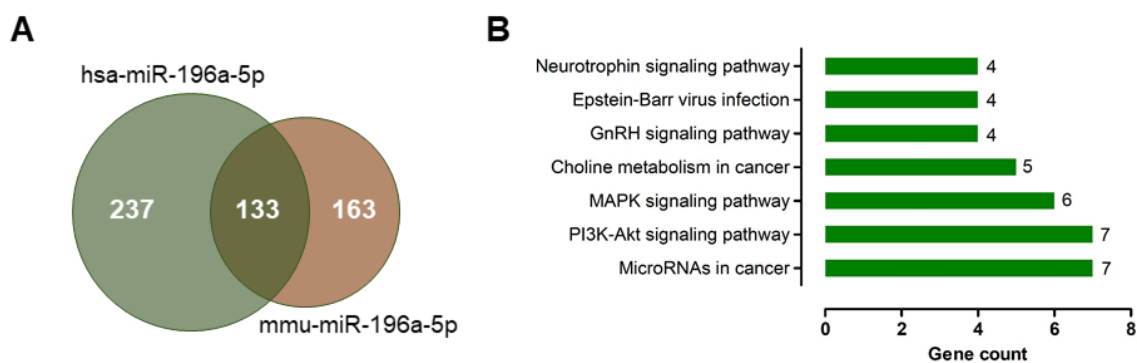 A
hsa-miR-196a-5p
237
133
163
mmu-miR-196a-5p
B
Neurotrophin signaling pathway 4
Epstein-Barr virus infection 4
GnRH signaling pathway 4
Choline metabolism in cancer 5
MAPK signaling pathway 6
PI3K-Akt signaling pathway 7
MicroRNAs in cancer 7
0 2 4 6 8
Gene count